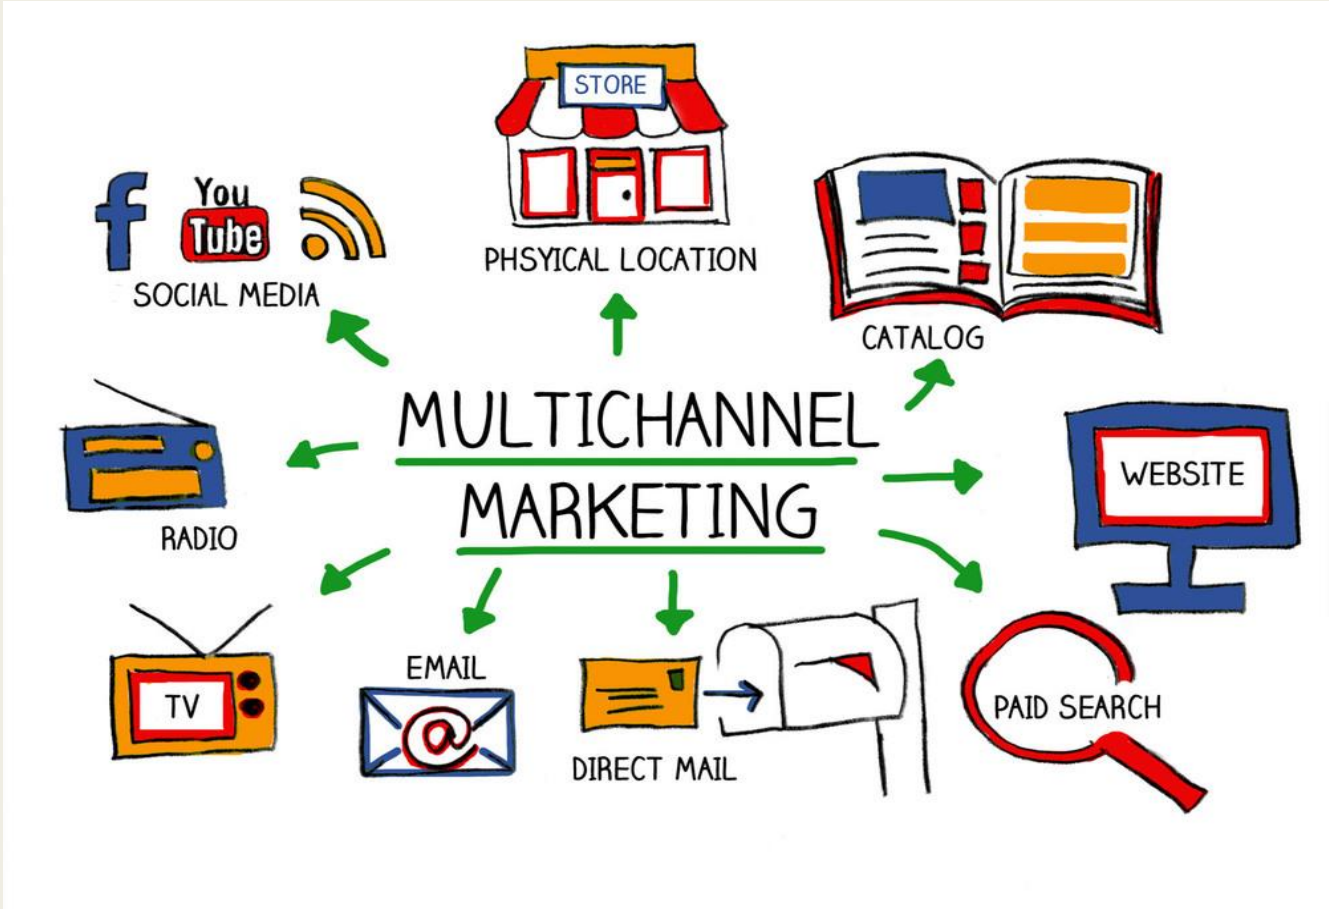 STORE
PHSYICAL LOCATION
You
Tube
SOCIAL MEDIA
CATALOG
MULTICHANNEL
MARKETING
WEBSITE
RADIO
TV
EMAIL
@
DIRECT MAIL
PAID SEARCH